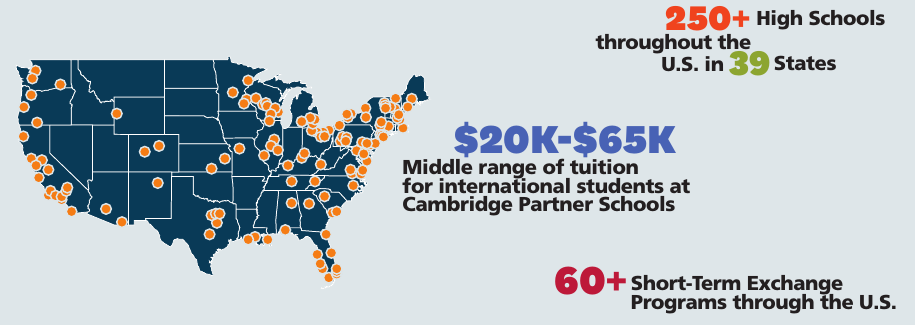 250+ High Schools
throughout the
U.S. in 39 States
$20K-$65K
Middle range of tuition
for international students at
Cambridge Partner Schools
60+ Short-Term Exchange
Programs through the U.S.